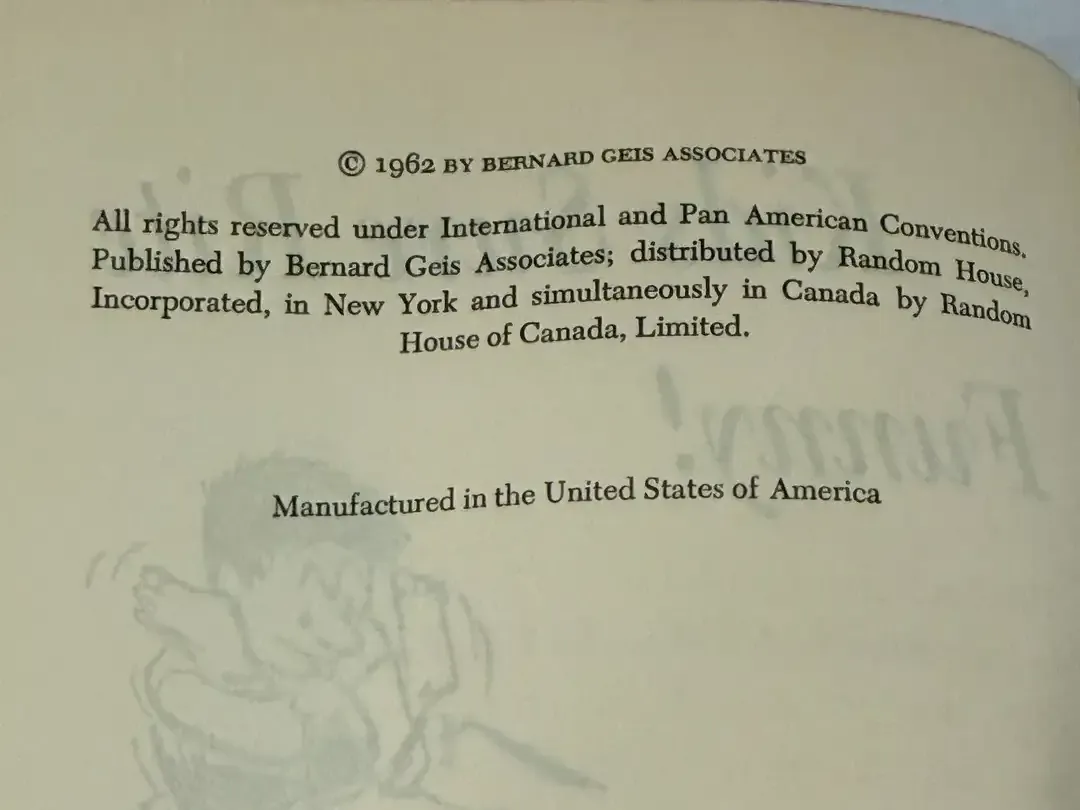 © 1962 BY BERNARD GEIS ASSOCIATES
All rights reserved under International and Pan American Conventions.
Published by Bernard Geis Associates; distributed by Random House,
Incorporated, in New York and simultaneously in Canada by Random
House of Canada, Limited.
Funny!
Manufactured in the United States of America